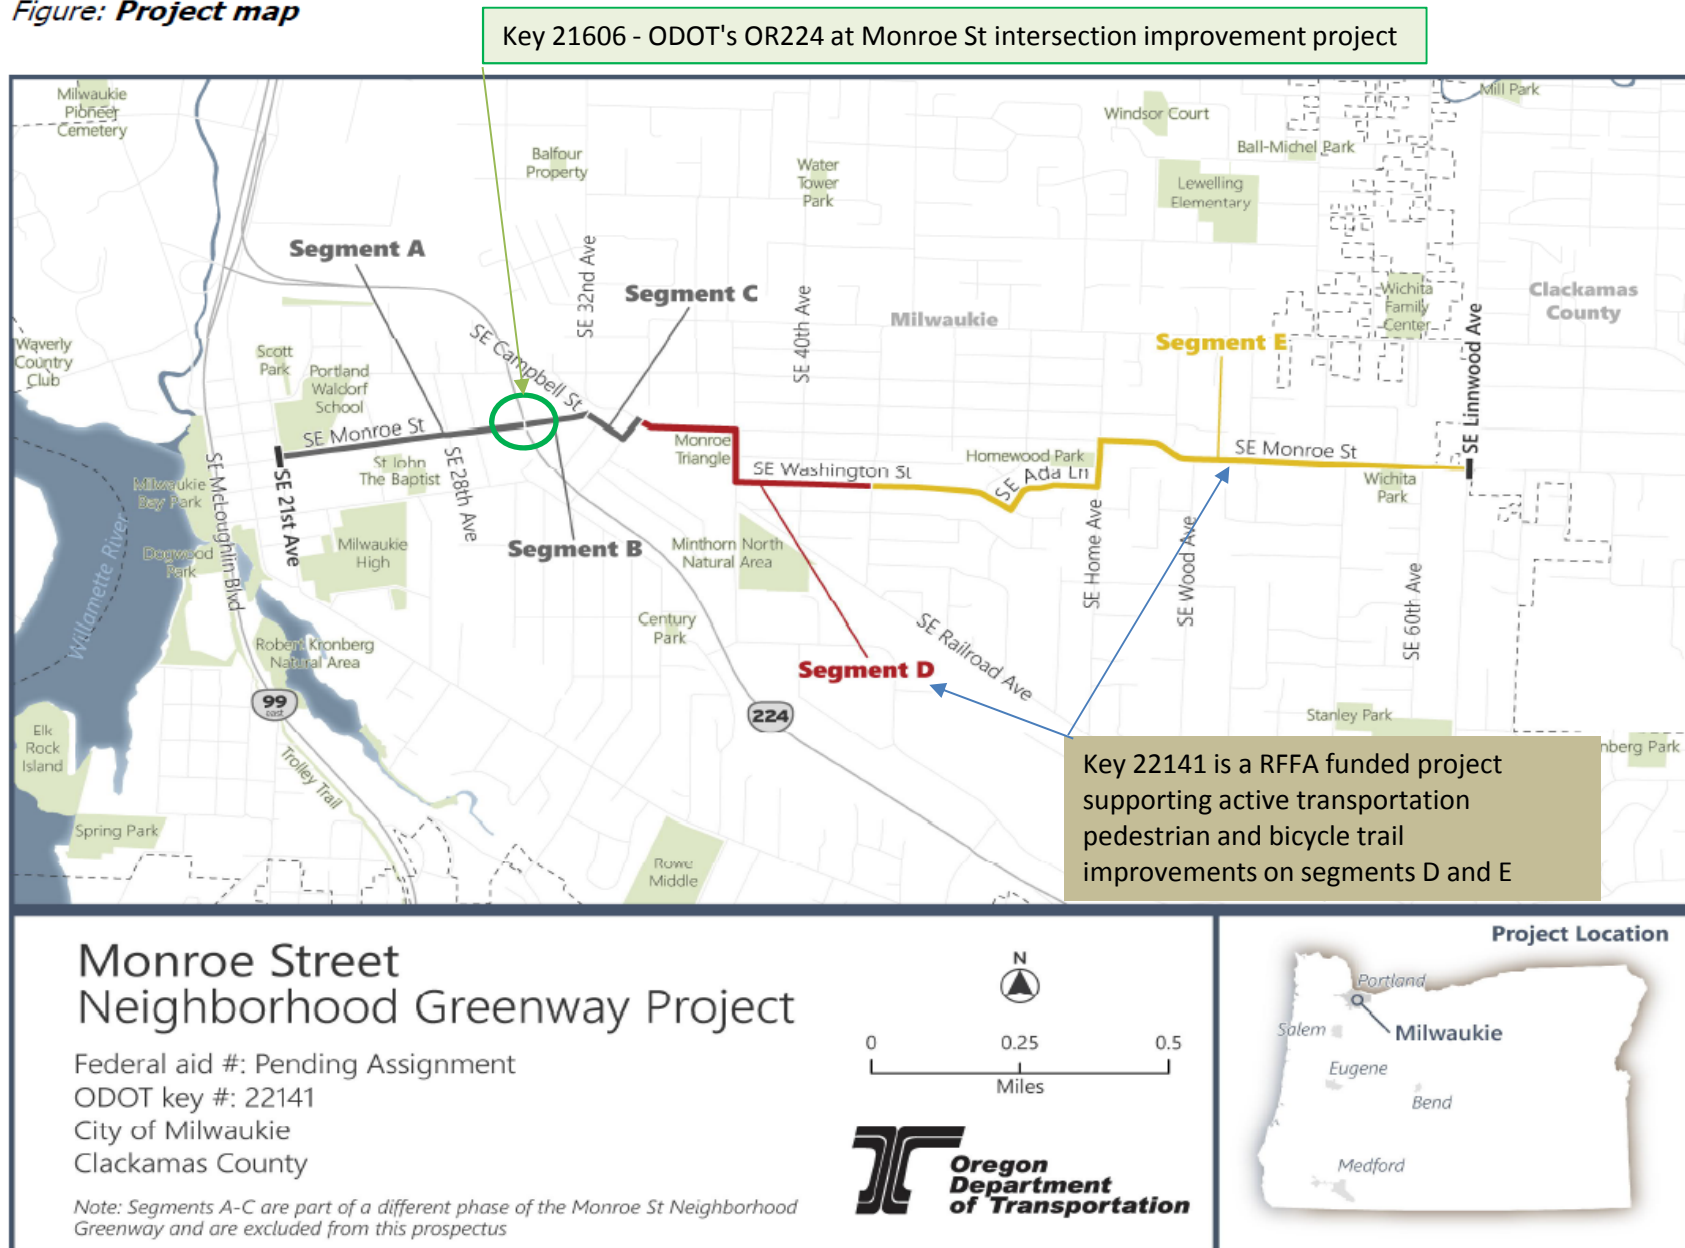 Figure: Project map
Key 21606 - ODOT's OR224 at Monroe St intersection improvement project
Milwaukie
Pioneer
Cemetery
Balfour
Property
Water
Tower
Park
Windsor Court
Mill Park
Ball-Michel Park
Lewelling
Elementary
Segment A
SE 32nd Ave
Segment C
SE 40th Ave
Milwaukie
Wichita
Family
Center
Clackamas
County
SE Linnwood Ave
Segment E
Waverly
Country
Club
Scott
Park
Portland
Waldorf
School
SE Campbell St
SE Monroe St
SE Monroe St
Monroe
Triangle
SE Washington St
Homewood Park
SE Ada Ln
Wichita
Park
St John
The Baptist
SE 28th Ave
SE 21st Ave
SE McLoughlin Blvd
Milwaukie
Bay Park
Dogwood
Park
Willamette River
Milwaukie
High
Segment B
Minthorn North
Natural Area
SE Home Ave
SE Wood Ave
SE 60th Ave
Century
Park
SE Railroad Ave
Robert Kronberg
Natural Area
Segment D
99
east
224
Stanley Park
nberg Park
Elk
Rock
Island
Trolley Trail
Spring Park
Rowe
Middle
Key 22141 is a RFFA funded project
supporting active transportation
pedestrian and bicycle trail
improvements on segments D and E
Monroe Street
Neighborhood Greenway Project
Federal aid #: Pending Assignment
ODOT key #: 22141
City of Milwaukie
Clackamas County
Note: Segments A-C are part of a different phase of the Monroe St Neighborhood
Greenway and are excluded from this prospectus
N
0 0.25 0.5
Miles
Oregon
Department
of Transportation
Project Location
Portland
Salem
Milwaukie
Eugene
Bend
Medford